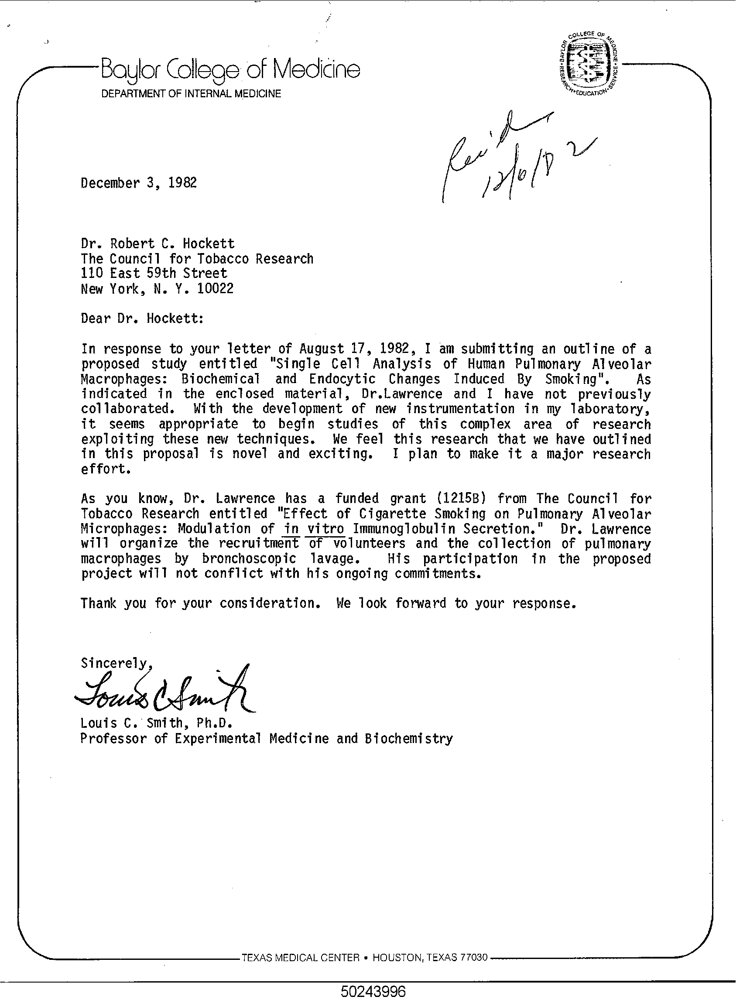 Baylor College of Medicine
DEPARTMENT OF INTERNAL MEDICINE
BAYLOR COLLEGE OF MEDICINE
RESEARCH•EDUCATION•SERVICE
Rec'd
12/6/82
December 3, 1982
Dr. Robert C. Hockett
The Council for Tobacco Research
110 East 59th Street
New York, N. Y. 10022
Dear Dr. Hockett:
In response to your letter of August 17, 1982, I am submitting an outline of a
proposed study entitled "Single Cell Analysis of Human Pulmonary Alveolar
Macrophages: Biochemical and Endocytic Changes Induced By Smoking". As
indicated in the enclosed material, Dr.Lawrence and I have not previously
collaborated. With the development of new instrumentation in my laboratory,
it seems appropriate to begin studies of this complex area of research
exploiting these new techniques. We feel this research that we have outlined
in this proposal is novel and exciting. I plan to make it a major research
effort.
As you know, Dr. Lawrence has a funded grant (1215B) from The Council for
Tobacco Research entitled "Effect of Cigarette Smoking on Pulmonary Alveolar
Microphages: Modulation of in vitro Immunoglobulin Secretion." Dr. Lawrence
will organize the recruitment of volunteers and the collection of pulmonary
macrophages by bronchoscopic lavage. His participation in the proposed
project will not conflict with his ongoing commitments.
Thank you for your consideration. We look forward to your response.
Sincerely,
Louis C Smith
Louis C. Smith, Ph.D.
Professor of Experimental Medicine and Biochemistry
TEXAS MEDICAL CENTER • HOUSTON, TEXAS 77030
50243996